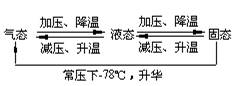 加压、降温 加压、降温
气态 液态 固态
减压、升温 减压、升温
常压下-78℃，升华